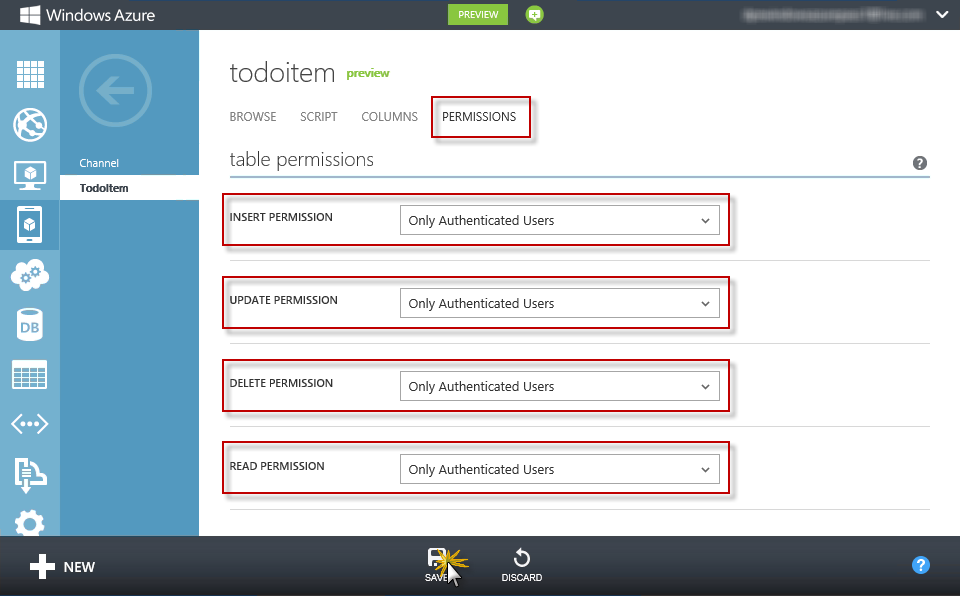 Windows Azure
PREVIEW
Channel
TodoItem
DB
todoitem preview
BROWSE SCRIPT COLUMNS PERMISSIONS
table permissions
?
INSERT PERMISSION Only Authenticated Users
UPDATE PERMISSION Only Authenticated Users
DELETE PERMISSION Only Authenticated Users
READ PERMISSION Only Authenticated Users
NEW
SAVE
DISCARD
?